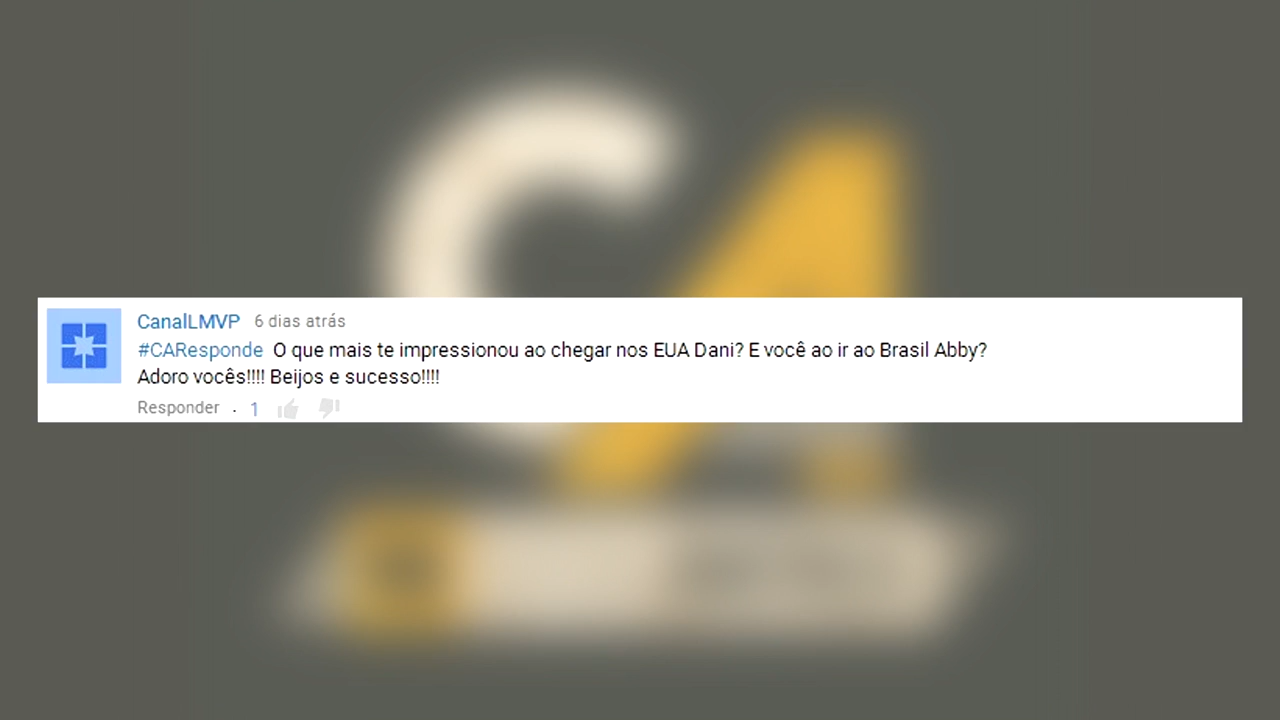 CanalLMVP 6 dias atrás
#CAResponde O que mais te impressionou ao chegar nos EUA Dani? E você ao ir ao Brasil Abby?
Adoro vocês!!!! Beijos e sucesso!!!!
Responder . 1